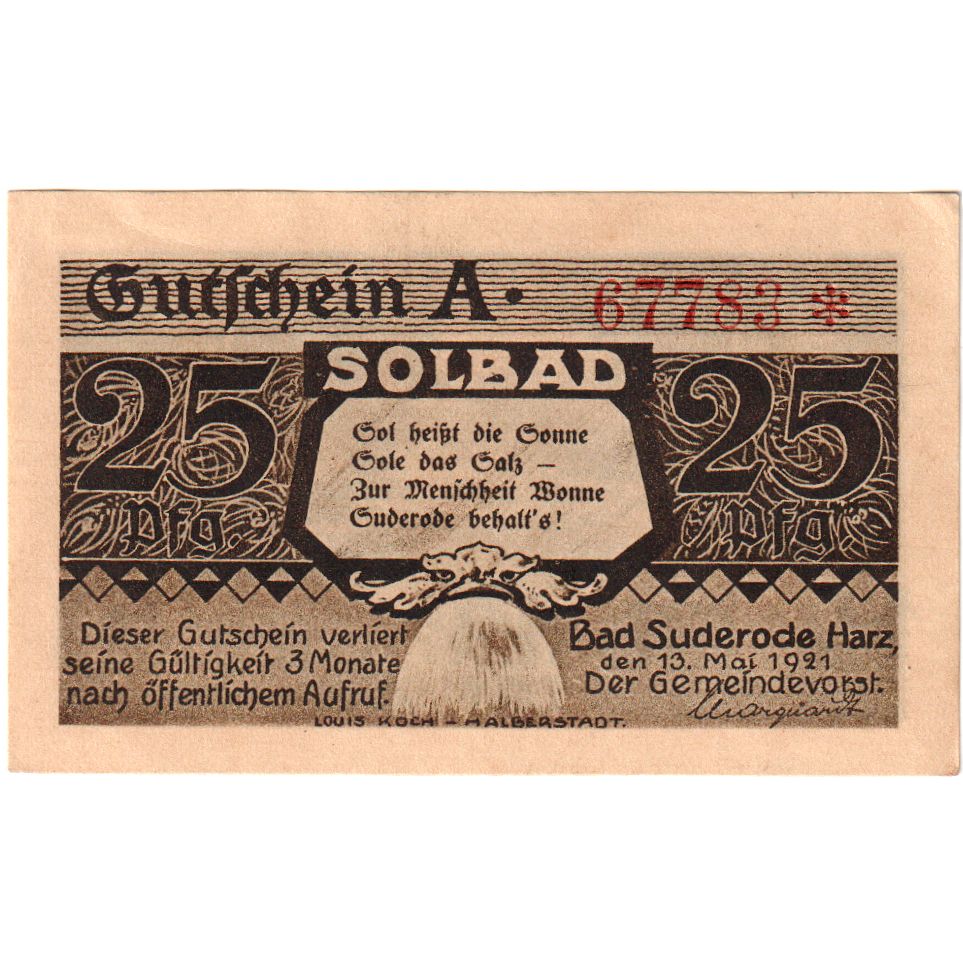 Gutschein A. 67783 *
SOLBAD
25
25
Sol heißt die Sonne
Sole das Salz –
Zur Menschheit Wonne
Suderode behalt's!
Pfg.
Pfg.
Dieser Gutschein verliert
seine Gültigkeit 3 Monate
nach öffentlichem Aufruf.
Bad Suderode Harz,
den 13. Mai 1921
Der Gemeindevorst.
Marquardt
LOUIS KOCH – HALBERSTADT.